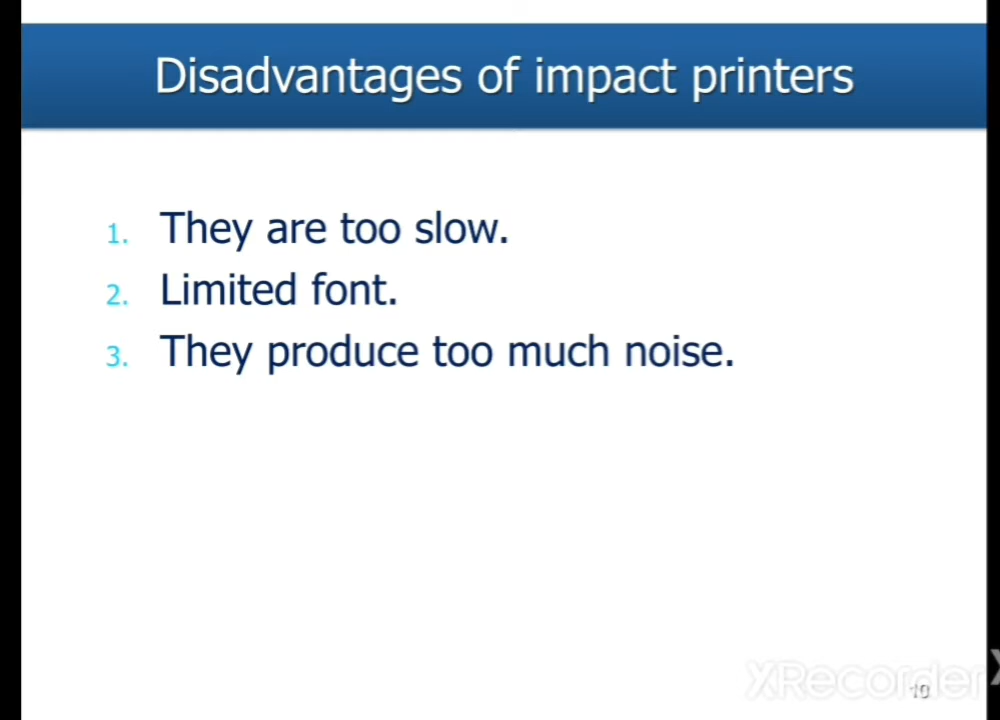 Disadvantages of impact printers
1. They are too slow.
2. Limited font.
3. They produce too much noise.
XRecorder
10